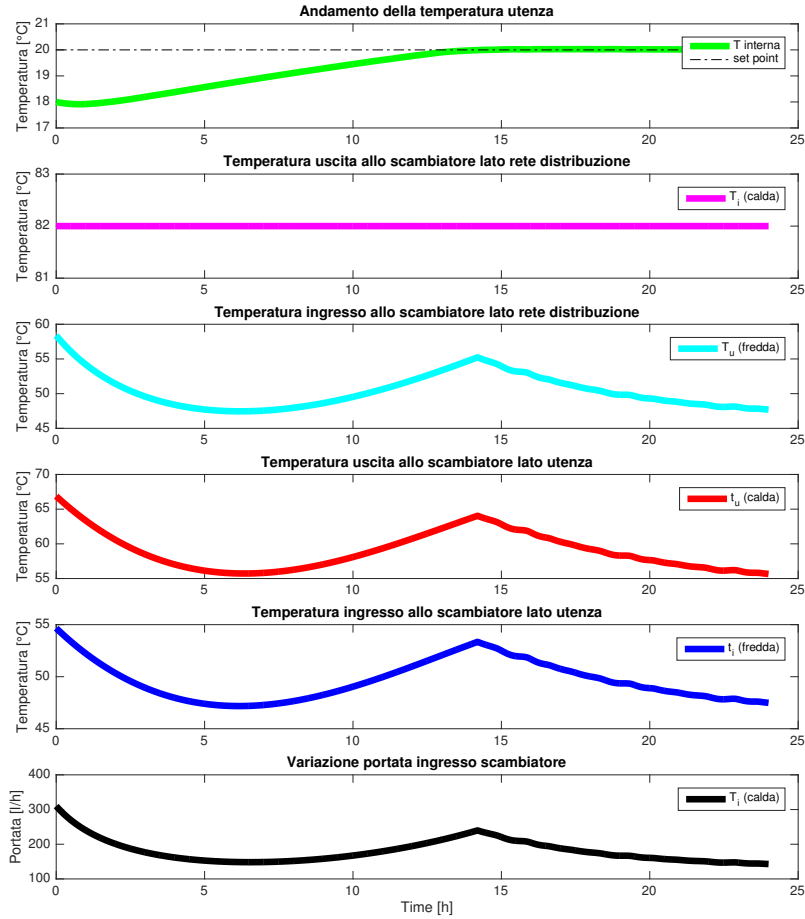 Andamento della temperatura utenza
Temperatura [°C]
21
20
19
18
17
0
5
10
15
20
25
T interna
set point
Temperatura uscita allo scambiatore lato rete distribuzione
Temperatura [°C]
83
82
81
0
5
10
15
20
25
T_i (calda)
Temperatura ingresso allo scambiatore lato rete distribuzione
Temperatura [°C]
60
55
50
45
0
5
10
15
20
25
T_u (fredda)
Temperatura uscita allo scambiatore lato utenza
Temperatura [°C]
70
65
60
55
0
5
10
15
20
25
t_u (calda)
Temperatura ingresso allo scambiatore lato utenza
Temperatura [°C]
55
50
45
0
5
10
15
20
25
t_i (fredda)
Variazione portata ingresso scambiatore
Portata [l/h]
400
300
200
100
0
5
10
15
20
25
T_i (calda)
Time [h]